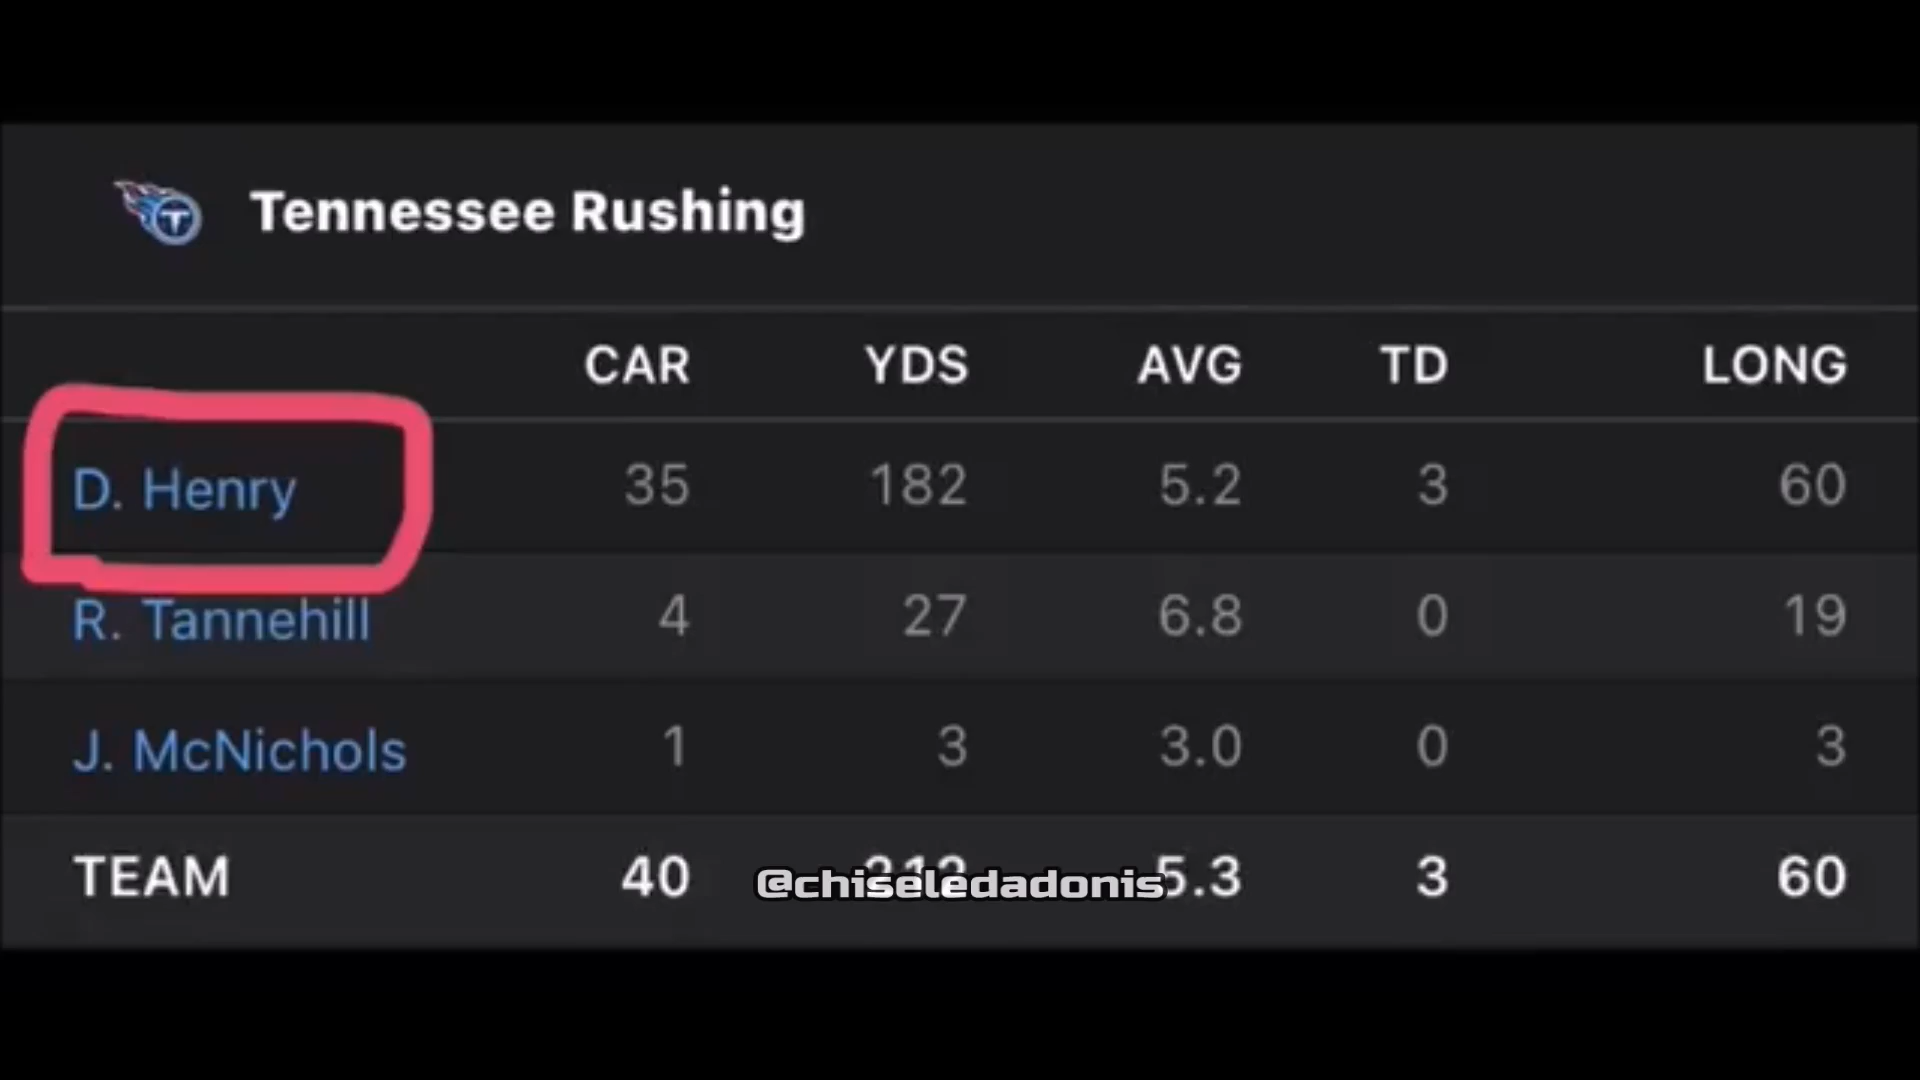 Tennessee Rushing
CAR YDS AVG TD LONG
D. Henry 35 182 5.2 3 60
R. Tannehill 4 27 6.8 0 19
J. McNichols 1 3 3.0 0 3
TEAM 40 212 5.3 3 60
@chiseledadonis